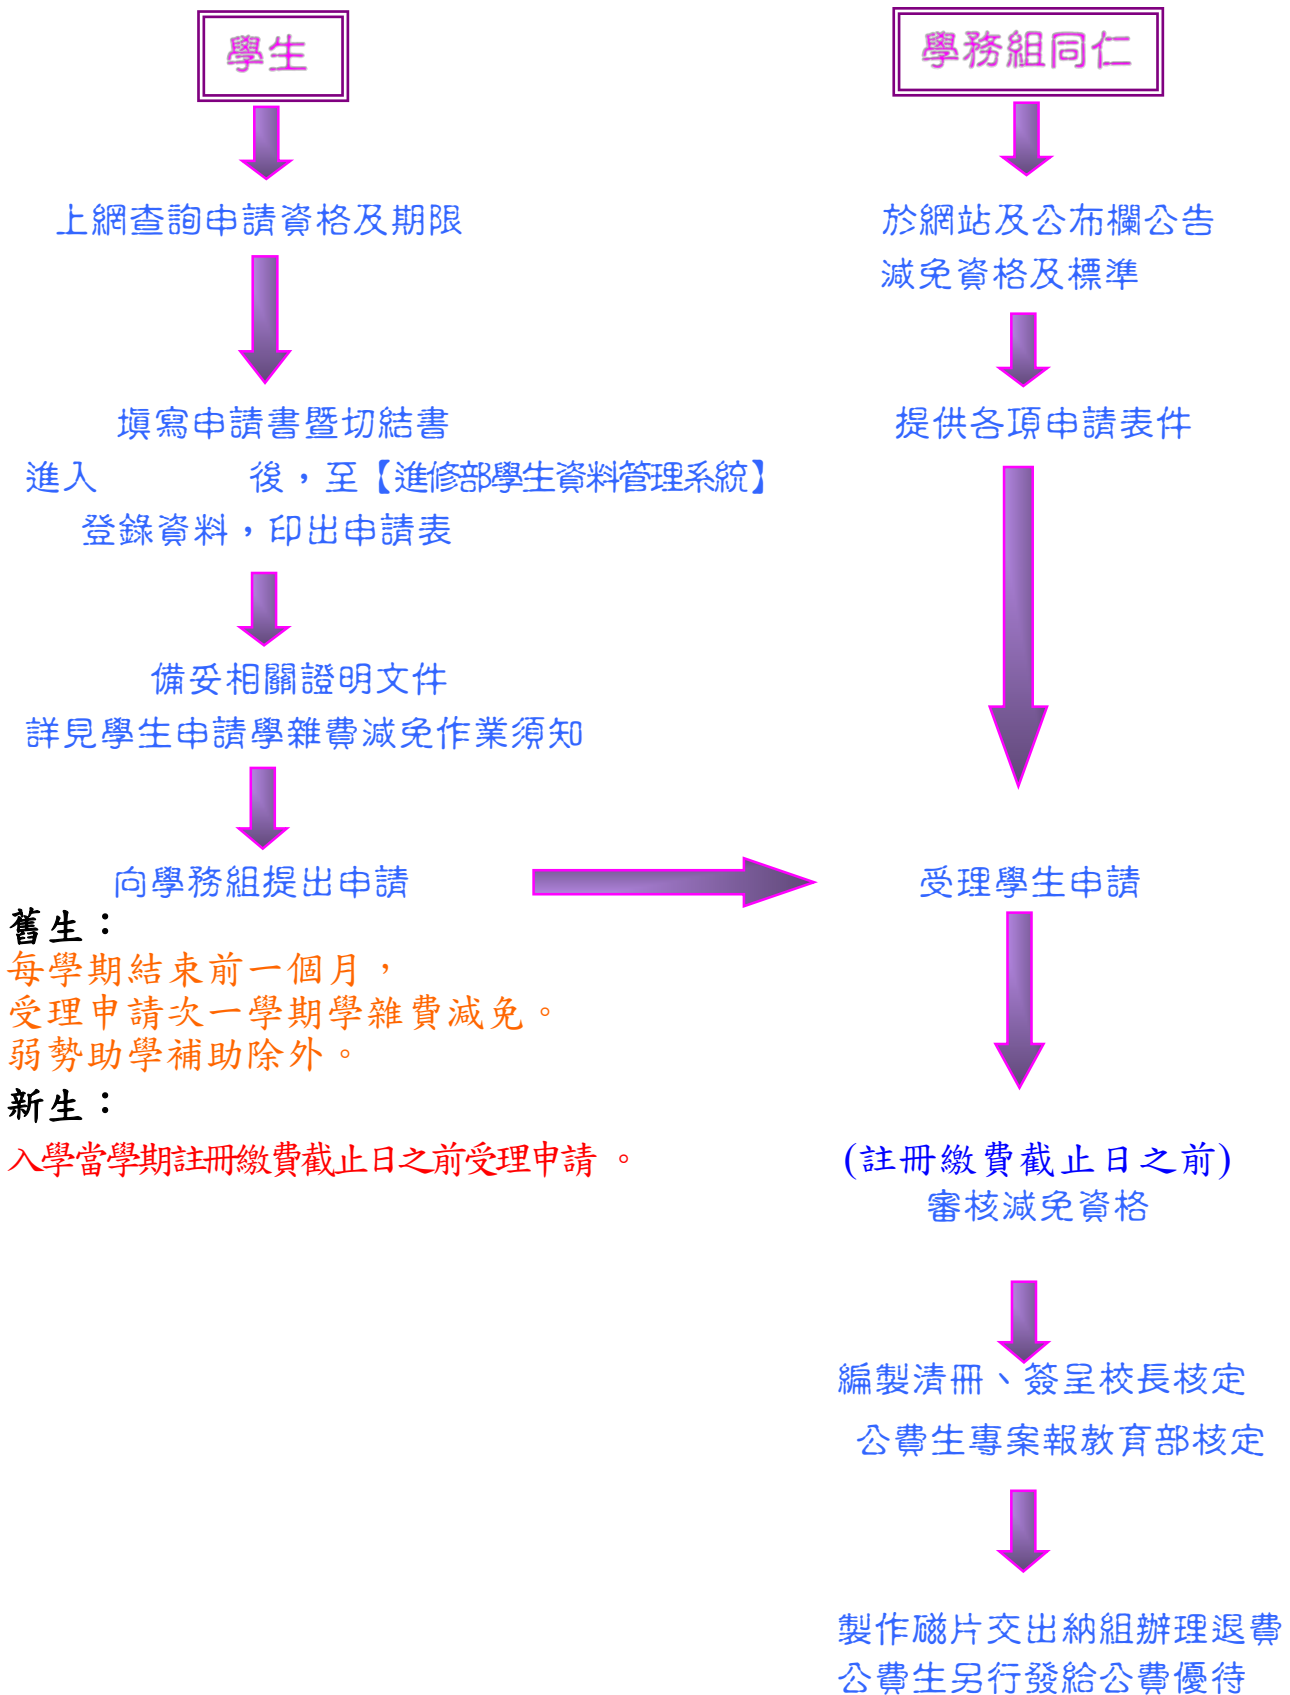 學生
上網查詢申請資格及期限
填寫申請書暨切結書
進入 後，至【進修部學生資料管理系統】
登錄資料，印出申請表
備妥相關證明文件
詳見學生申請學雜費減免作業須知
向學務組提出申請
舊生：
每學期結束前一個月，
受理申請次一學期學雜費減免。
弱勢助學補助除外。
新生：
入學當學期註冊繳費截止日之前受理申請 。
學務組同仁
於網站及公布欄公告
減免資格及標準
提供各項申請表件
受理學生申請
(註冊繳費截止日之前)
審核減免資格
編製清冊、簽呈校長核定
公費生專案報教育部核定
製作磁片交出納組辦理退費
公費生另行發給公費優待